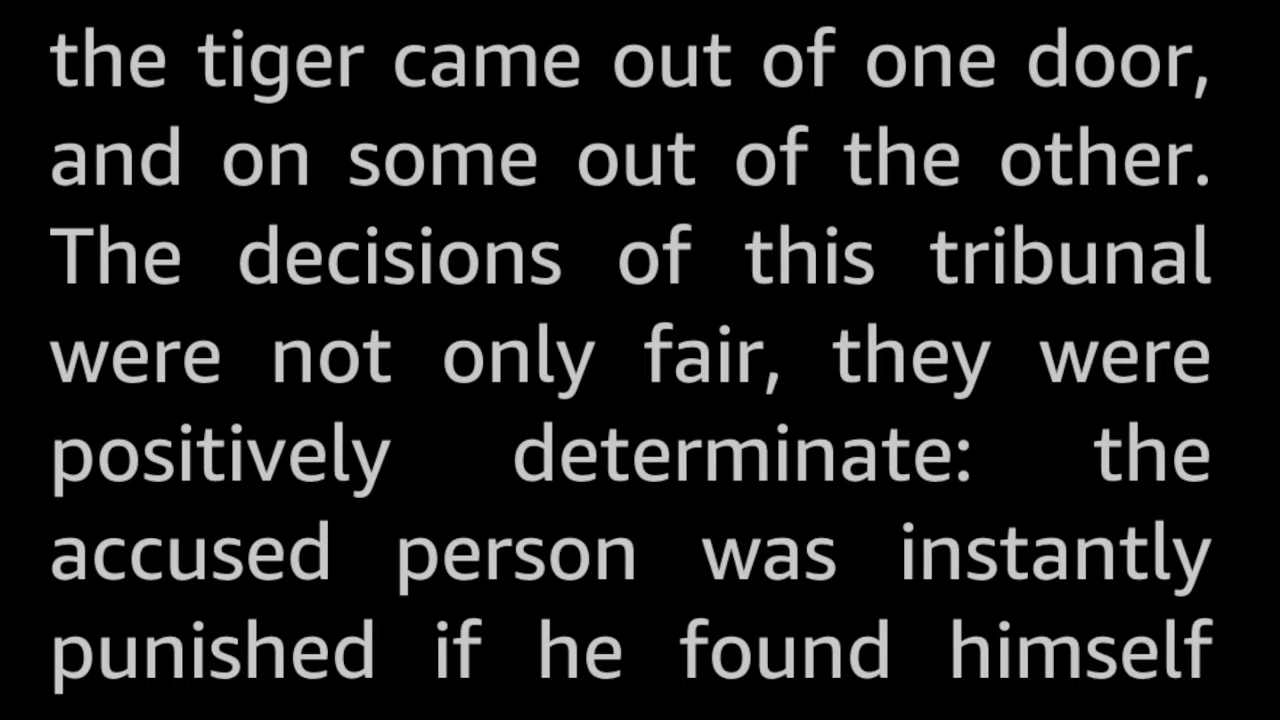 the tiger came out of one door,
and on some out of the other.
The decisions of this tribunal
were not only fair, they were
positively determinate: the
accused person was instantly
punished if he found himself